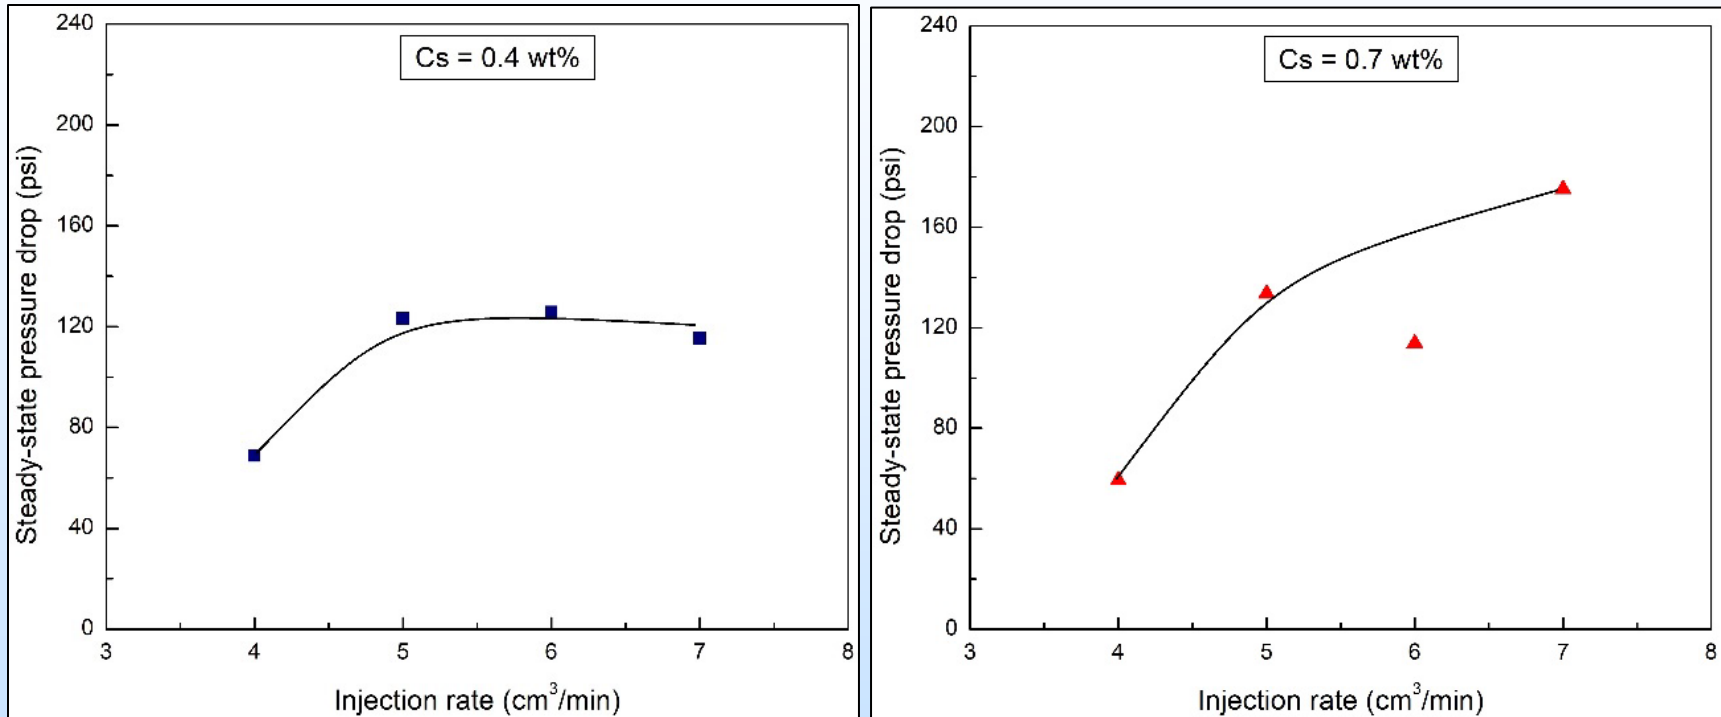 Cs = 0.4 wt%
240
200
160
120
80
40
0
3 4 5 6 7 8
Steady-state pressure drop (psi)
Injection rate (cm³/min)
Cs = 0.7 wt%
240
200
160
120
80
40
0
3 4 5 6 7 8
Steady-state pressure drop (psi)
Injection rate (cm³/min)